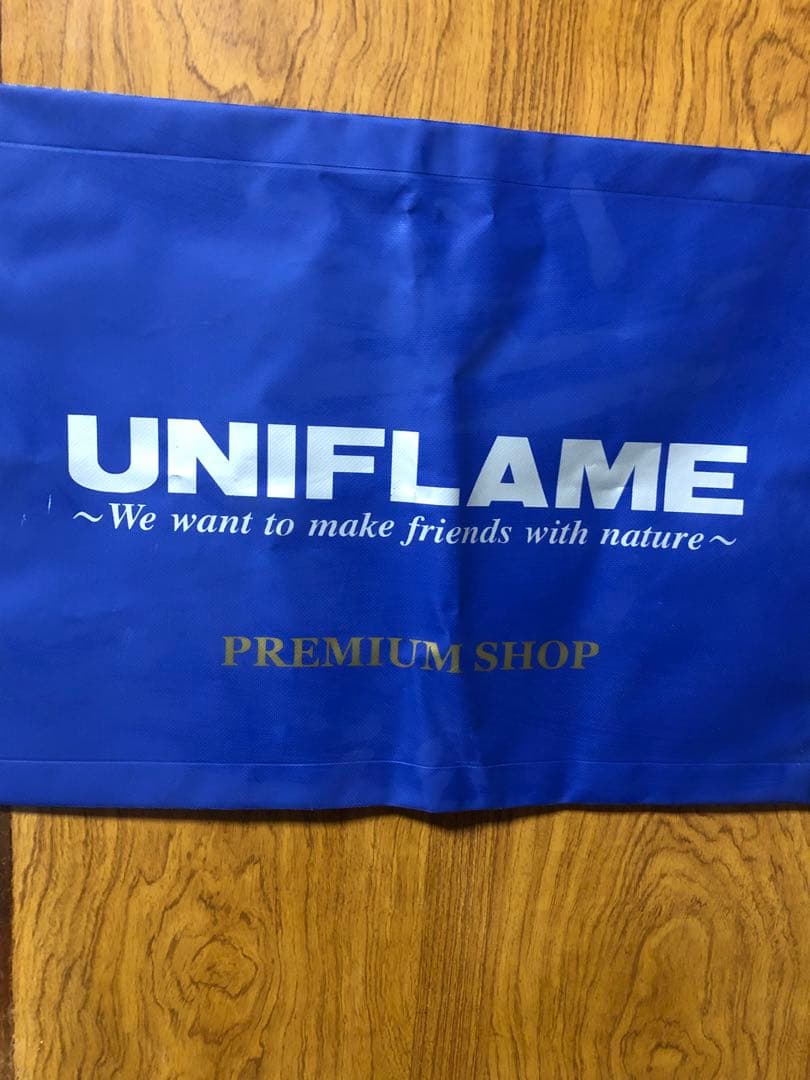 UNIFLAME
~We want to make friends with nature~
PREMIUM SHOP